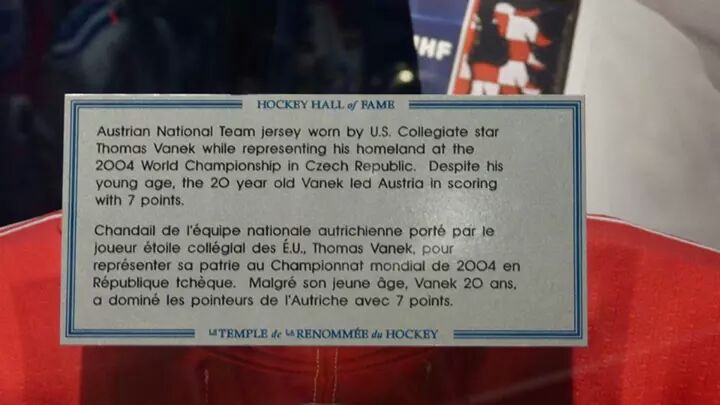 IHF
HOCKEY HALL of FAME
Austrian National Team jersey worn by U.S. Collegiate star
Thomas Vanek while representing his homeland at the
2004 World Championship in Czech Republic. Despite his
young age, the 20 year old Vanek led Austria in scoring
with 7 points.
Chandail de l'équipe nationale autrichienne porté par le
joueur étoile collégial des É.U., Thomas Vanek, pour
représenter sa patrie au Championnat mondial de 2004 en
République tchèque. Malgré son jeune âge, Vanek 20 ans,
a dominé les pointeurs de l'Autriche avec 7 points.
LE TEMPLE de LA RENOMMÉE du HOCKEY